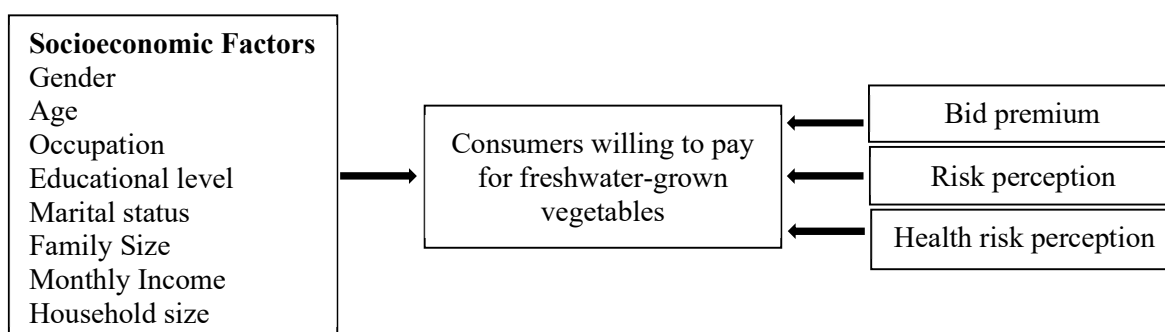 Socioeconomic Factors
Gender
Age
Occupation
Educational level
Marital status
Family Size
Monthly Income
Household size
Consumers willing to pay
for freshwater-grown
vegetables
Bid premium
Risk perception
Health risk perception